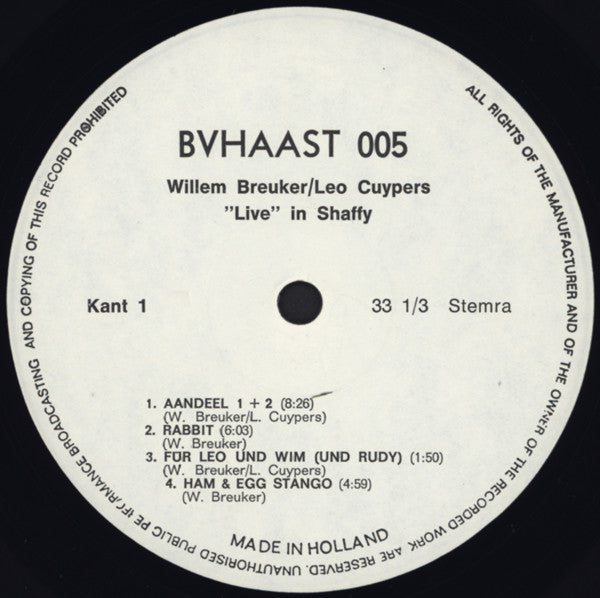 BVHAAST 005
Willem Breuker/Leo Cuypers
"Live" in Shaffy
Kant 1
33 1/3 Stemra
1. AANDEEL 1 + 2 (8:26)
(W. Breuker/L. Cuypers)
2. RABBIT (6:03)
(W. Breuker)
3. FÜR LEO UND WIM (UND RUDY) (1:50)
(W. Breuker/L. Cuypers)
4. HAM & EGG STANGO (4:59)
(W. Breuker)
MADE IN HOLLAND
ALL RIGHTS OF THE MANUFACTURER AND OF THE OWNER OF THE RECORDED WORK ARE RESERVED. UNAUTHORISED PUBLIC PERFORMANCE BROADCASTING AND COPYING OF THIS RECORD PROHIBITED